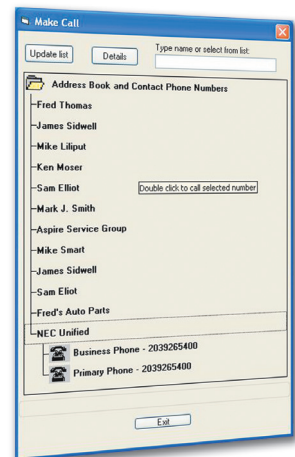 Make Call
Update list
Details
Type name or select from list:
Address Book and Contact Phone Numbers
Fred Thomas
James Sidwell
Mike Liliput
Ken Moser
Sam Elliot
Double click to call selected number
Mark J. Smith
Aspire Service Group
Mike Smart
James Sidwell
Sam Eliot
Fred's Auto Parts
NEC Unified
Business Phone - 2039265400
Primary Phone - 2039265400
Exit